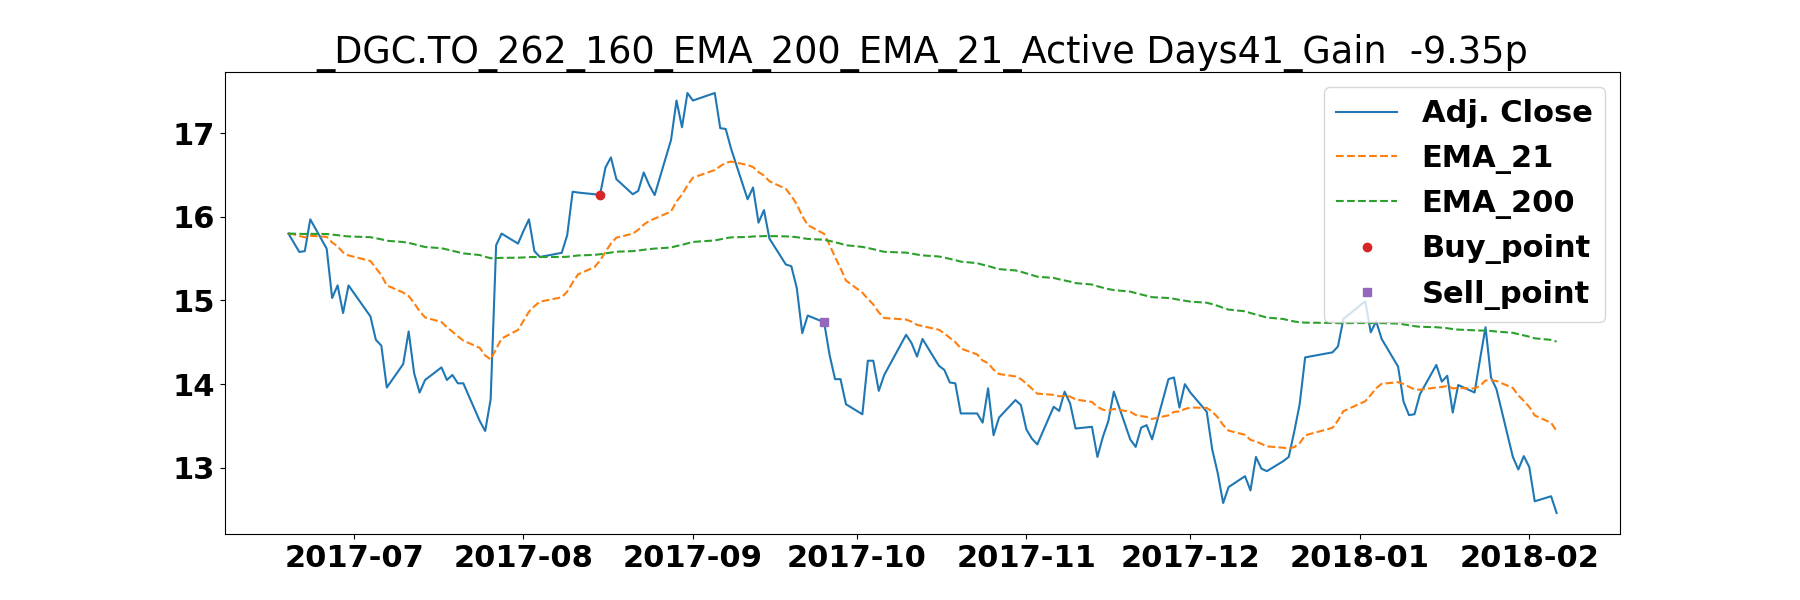 _DGC.TO_262_160_EMA_200_EMA_21_Active Days41_Gain  -9.35p
Adj. Close
EMA_21
EMA_200
Buy_point
Sell_point
17
16
15
14
13
2017-07 2017-08 2017-09 2017-10 2017-11 2017-12 2018-01 2018-02